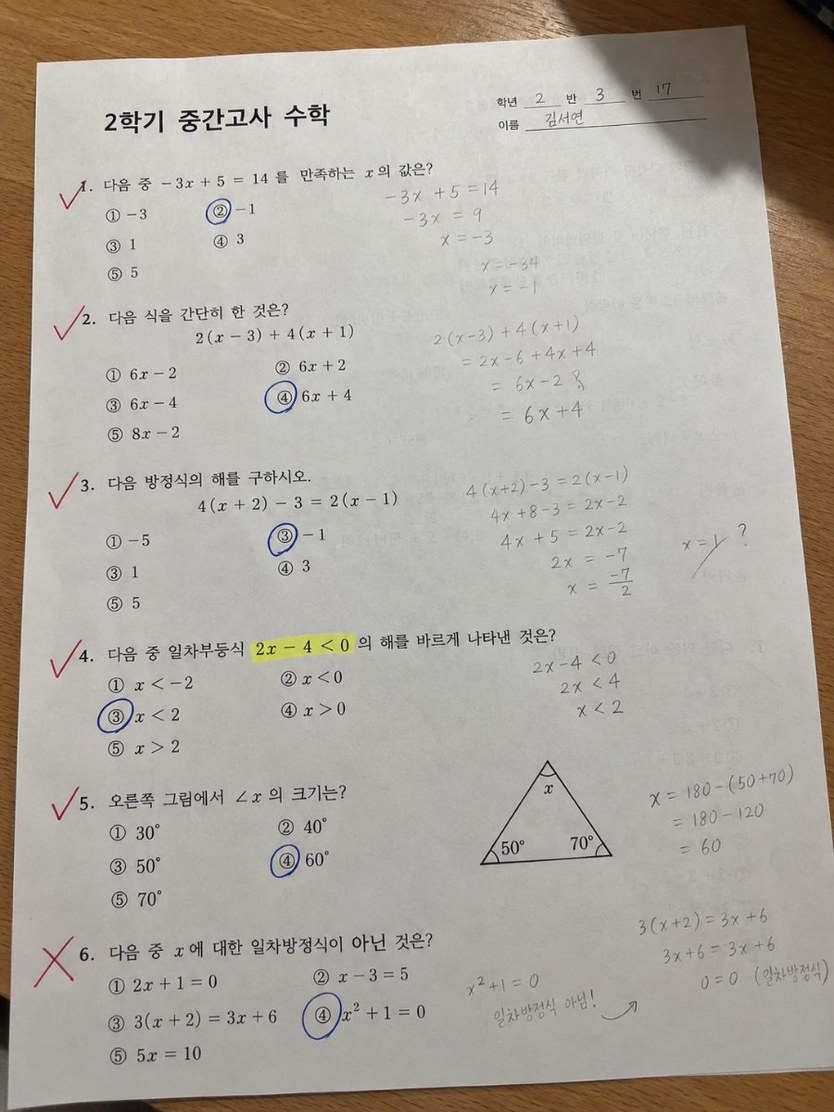 2학기 중간고사 수학
학년 2 반 3 번 17
이름 김서연
1. 다음 중 −3x + 5 = 14 를 만족하는 x 의 값은?
① −3 ② −1
③ 1 ④ 3
⑤ 5
-3x + 5 = 14
-3x = 9
x = -3
x = -34
x = -1
2. 다음 식을 간단히 한 것은?
2(x − 3) + 4(x + 1)
① 6x − 2 ② 6x + 2
③ 6x − 4 ④ 6x + 4
⑤ 8x − 2
2(x-3) + 4(x+1)
= 2x-6+4x+4
= 6x-2
= 6x+4
3. 다음 방정식의 해를 구하시오.
4(x + 2) − 3 = 2(x − 1)
① −5 ③ −1
③ 1 ④ 3
⑤ 5
4(x+2)-3 = 2(x-1)
4x+8-3 = 2x-2
4x+5 = 2x-2
2x = -7
x = -7/2
x = 1 ?
4. 다음 중 일차부등식 2x − 4 < 0 의 해를 바르게 나타낸 것은?
① x < −2 ② x < 0
③ x < 2 ④ x > 0
⑤ x > 2
2x-4 < 0
2x < 4
x < 2
5. 오른쪽 그림에서 ∠x 의 크기는?
① 30° ② 40°
③ 50° ④ 60°
⑤ 70°
x
50° 70°
x = 180-(50+70)
= 180-120
= 60
6. 다음 중 x 에 대한 일차방정식이 아닌 것은?
① 2x + 1 = 0 ② x − 3 = 5
③ 3(x + 2) = 3x + 6 ④ x² + 1 = 0
⑤ 5x = 10
x²+1 = 0
일차방정식 아님!
3(x+2) = 3x+6
3x+6 = 3x+6
0 = 0 (일차방정식)